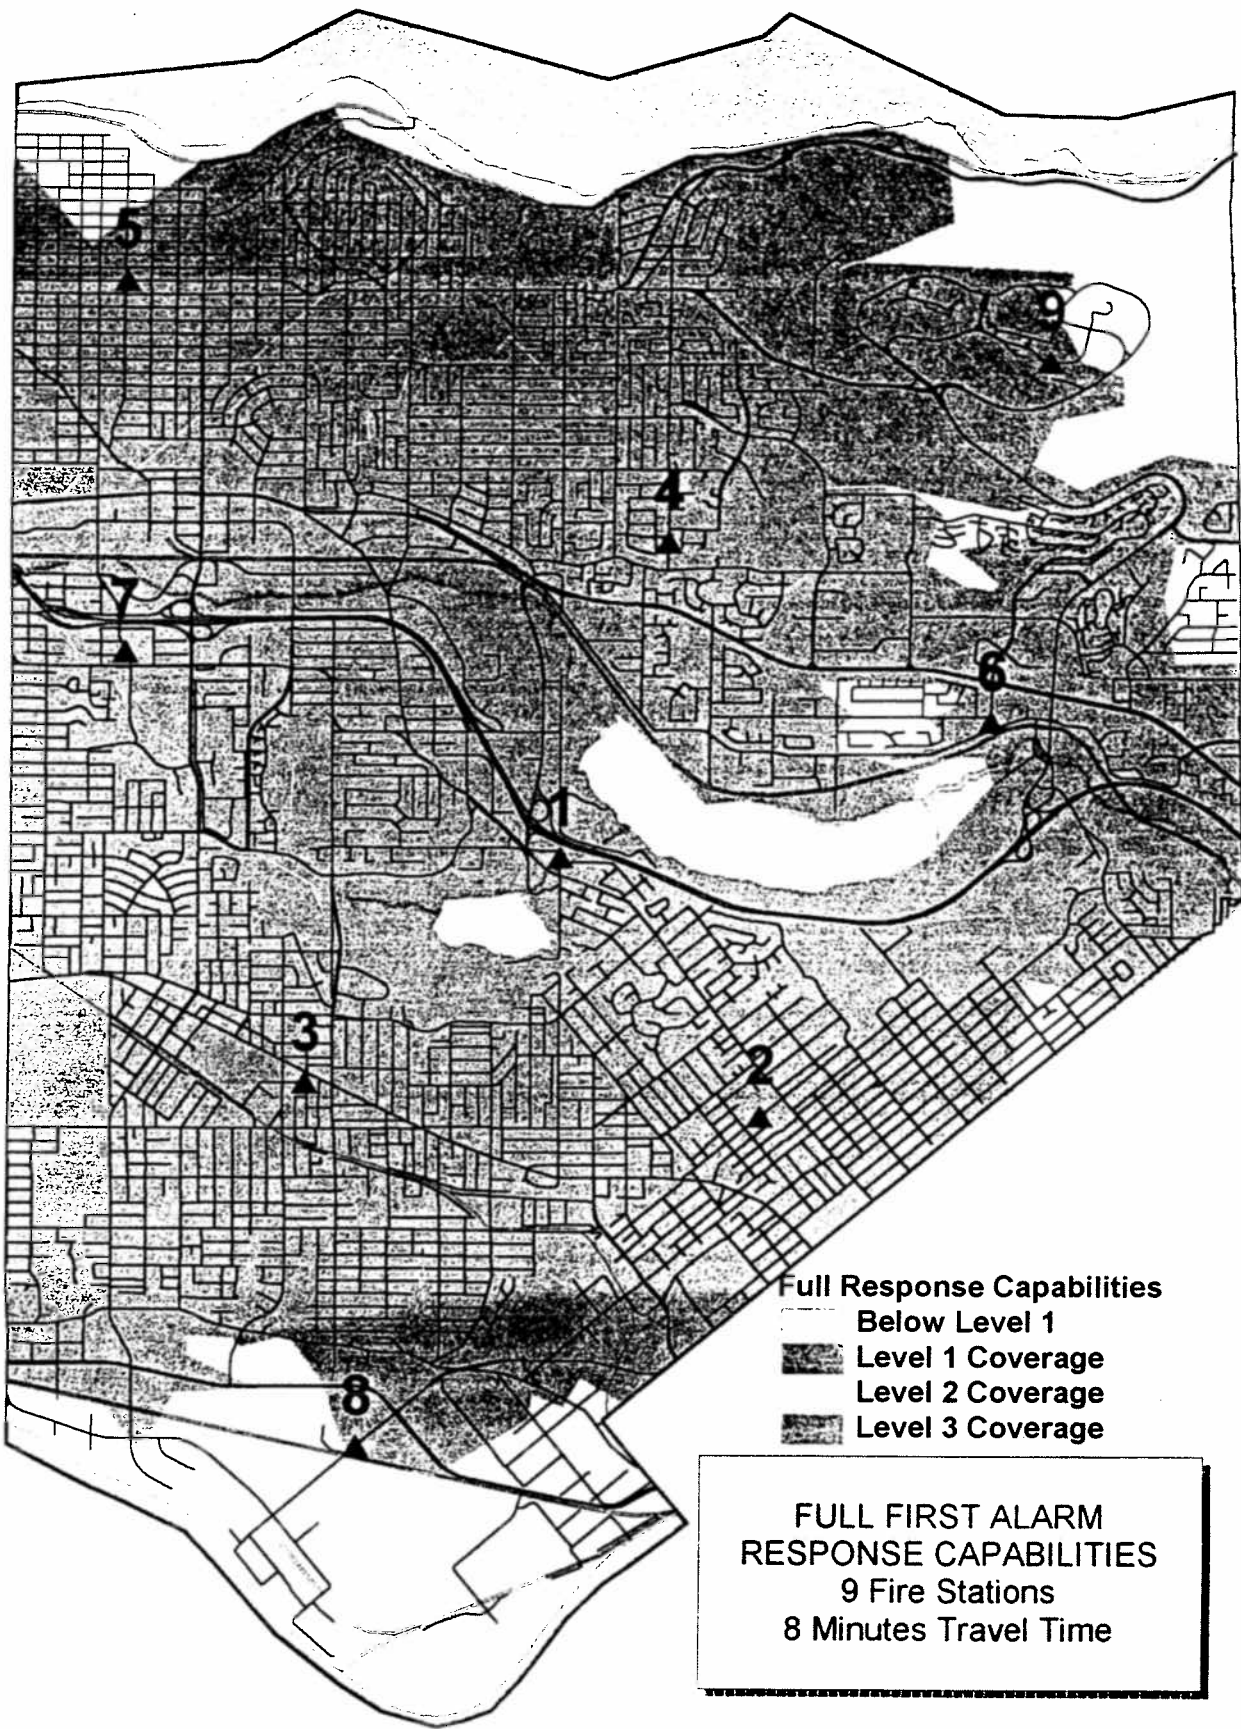 5
9
4
7
6
1
3
2
8
Full Response Capabilities
Below Level 1
Level 1 Coverage
Level 2 Coverage
Level 3 Coverage
FULL FIRST ALARM
RESPONSE CAPABILITIES
9 Fire Stations
8 Minutes Travel Time